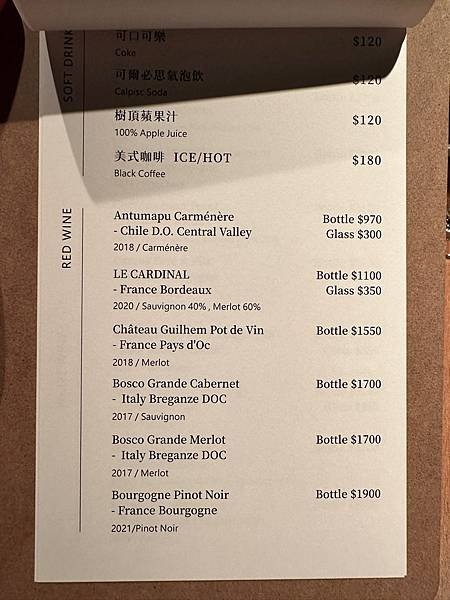 SOFT DRINK
可口可樂 $120
Coke
可爾必思氣泡飲 $120
Calpisc Soda
樹頂蘋果汁 $120
100% Apple Juice
美式咖啡 ICE/HOT $180
Black Coffee
RED WINE
Antumapu Carménère Bottle $970
- Chile D.O. Central Valley Glass $300
2018 / Carménère
LE CARDINAL Bottle $1100
- France Bordeaux Glass $350
2020 / Sauvignon 40% , Merlot 60%
Château Guilhem Pot de Vin Bottle $1550
- France Pays d'Oc
2018 / Merlot
Bosco Grande Cabernet Bottle $1700
- Italy Breganze DOC
2017 / Sauvignon
Bosco Grande Merlot Bottle $1700
- Italy Breganze DOC
2017 / Merlot
Bourgogne Pinot Noir Bottle $1900
- France Bourgogne
2021/Pinot Noir